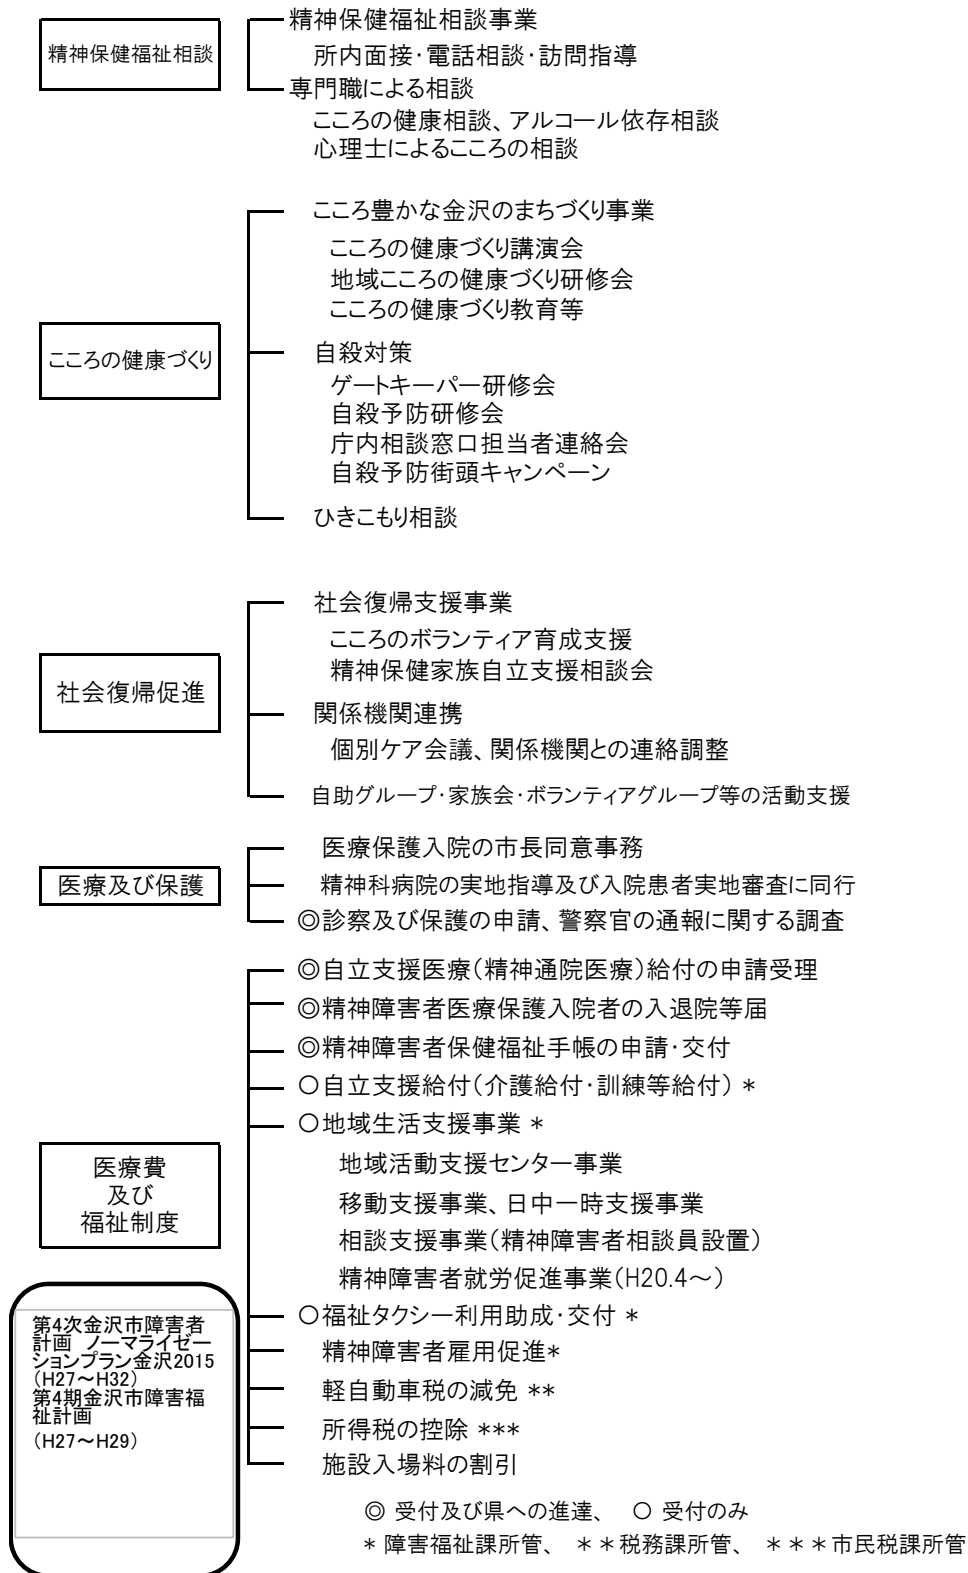 精神保健福祉相談
精神保健福祉相談事業
所内面接･電話相談･訪問指導
専門職による相談
こころの健康相談、アルコール依存相談
心理士によるこころの相談
こころの健康づくり
こころ豊かな金沢のまちづくり事業
こころの健康づくり講演会
地域こころの健康づくり研修会
こころの健康づくり教育等
自殺対策
ゲートキーパー研修会
自殺予防研修会
庁内相談窓口担当者連絡会
自殺予防街頭キャンペーン
ひきこもり相談
社会復帰促進
社会復帰支援事業
こころのボランティア育成支援
精神保健家族自立支援相談会
関係機関連携
個別ケア会議、関係機関との連絡調整
自助グループ･家族会･ボランティアグループ等の活動支援
医療及び保護
医療保護入院の市長同意事務
精神科病院の実地指導及び入院患者実地審査に同行
◎診察及び保護の申請、警察官の通報に関する調査
医療費
及び
福祉制度
◎自立支援医療(精神通院医療)給付の申請受理
◎精神障害者医療保護入院者の入退院等届
◎精神障害者保健福祉手帳の申請･交付
○自立支援給付(介護給付･訓練等給付) *
○地域生活支援事業 *
地域活動支援センター事業
移動支援事業、日中一時支援事業
相談支援事業(精神障害者相談員設置)
精神障害者就労促進事業(H20.4～)
○福祉タクシー利用助成･交付 *
精神障害者雇用促進*
軽自動車税の減免 **
所得税の控除 ***
施設入場料の割引
第4次金沢市障害者
計画 ノーマライゼー
ションプラン金沢2015
(H27～H32)
第4期金沢市障害福
祉計画
(H27～H29)
◎ 受付及び県への進達、 ○ 受付のみ
* 障害福祉課所管、 ＊＊税務課所管、 ＊＊＊市民税課所管